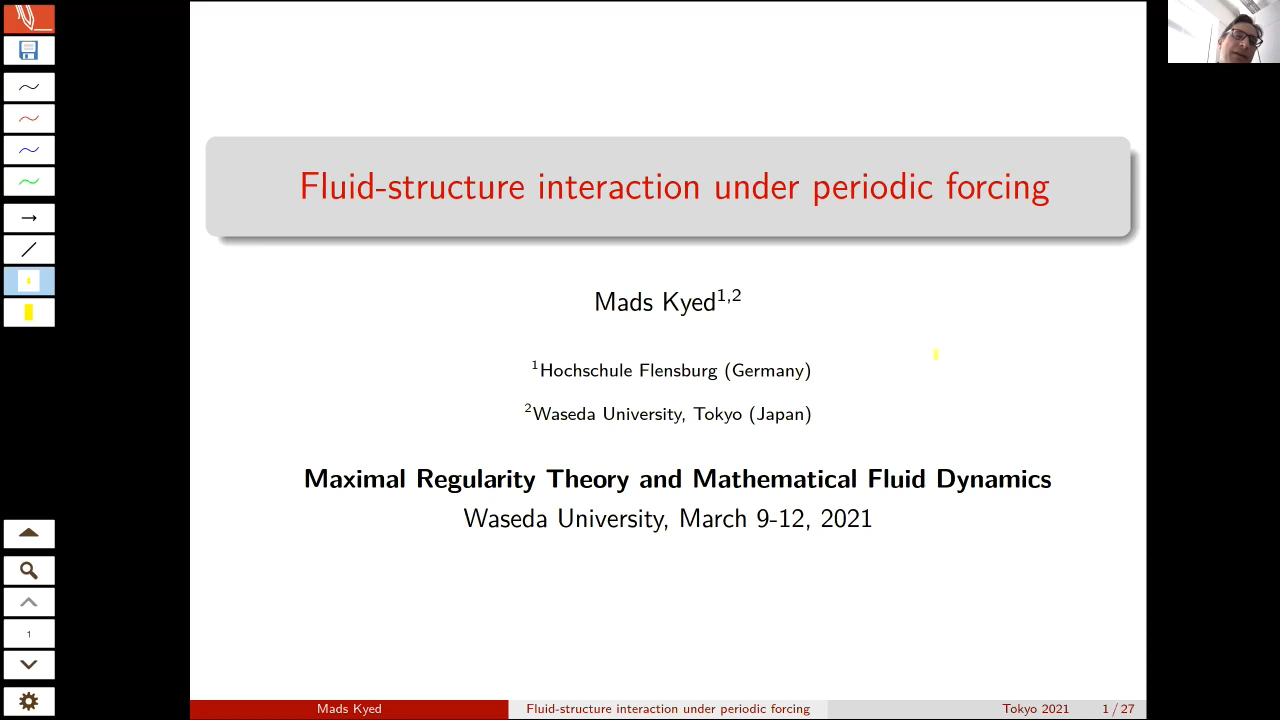 Fluid-structure interaction under periodic forcing
Mads Kyed1,2
1Hochschule Flensburg (Germany)
2Waseda University, Tokyo (Japan)
Maximal Regularity Theory and Mathematical Fluid Dynamics
Waseda University, March 9-12, 2021
1
Mads Kyed Fluid-structure interaction under periodic forcing Tokyo 2021 1 / 27